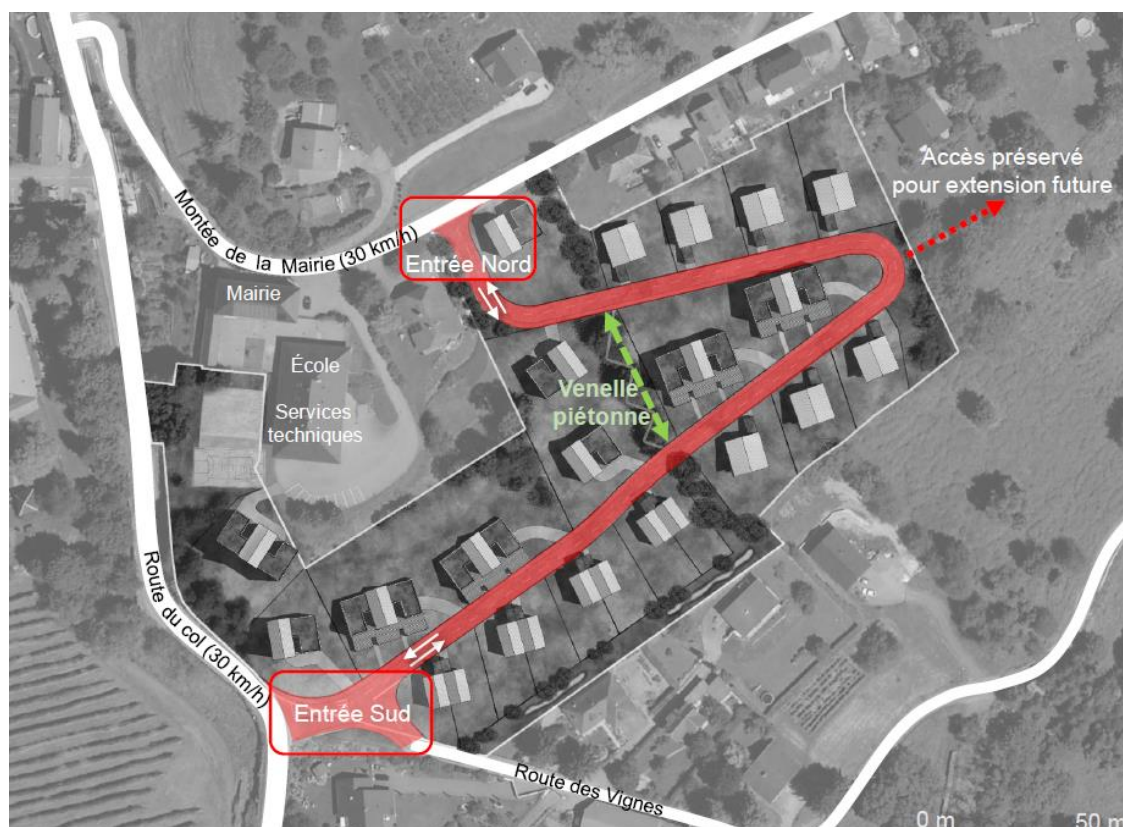 Accès préservé
pour extension future
Montée de la Mairie (30 km/h)
Entrée Nord
Mairie
École
Services
techniques
Venelle
piétonne
Route du col (30 km/h)
Entrée Sud
Route des Vignes
0 m
50 m